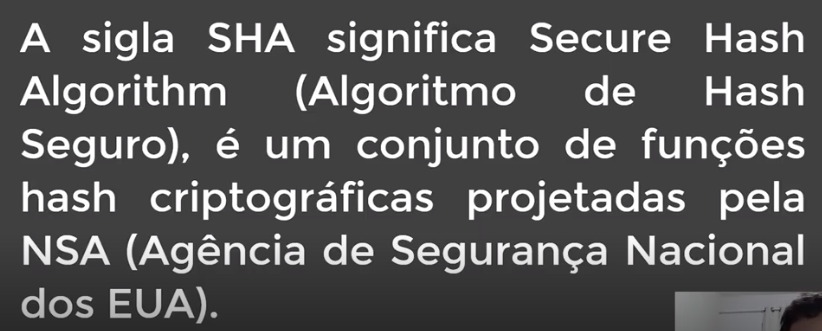 A sigla SHA significa Secure Hash
Algorithm (Algoritmo de Hash
Seguro), é um conjunto de funções
hash criptográficas projetadas pela
NSA (Agência de Segurança Nacional
dos EUA).